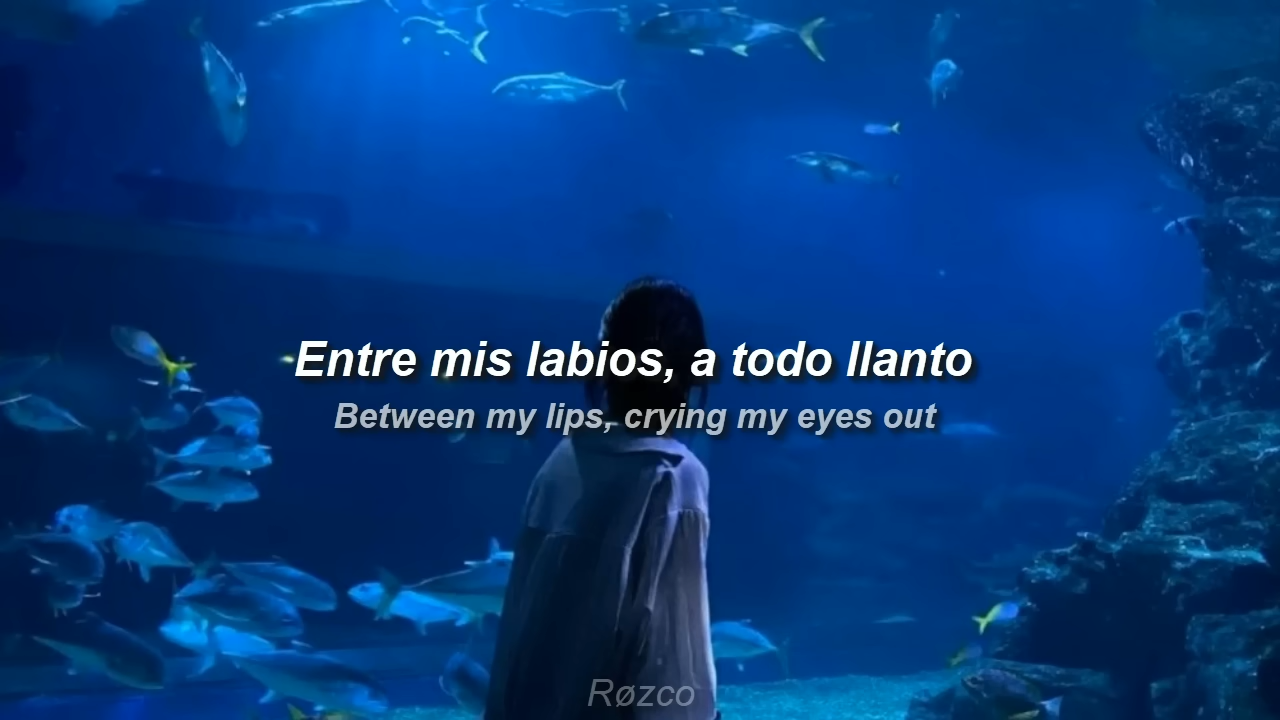 Entre mis labios, a todo llanto
Between my lips, crying my eyes out
Røzco